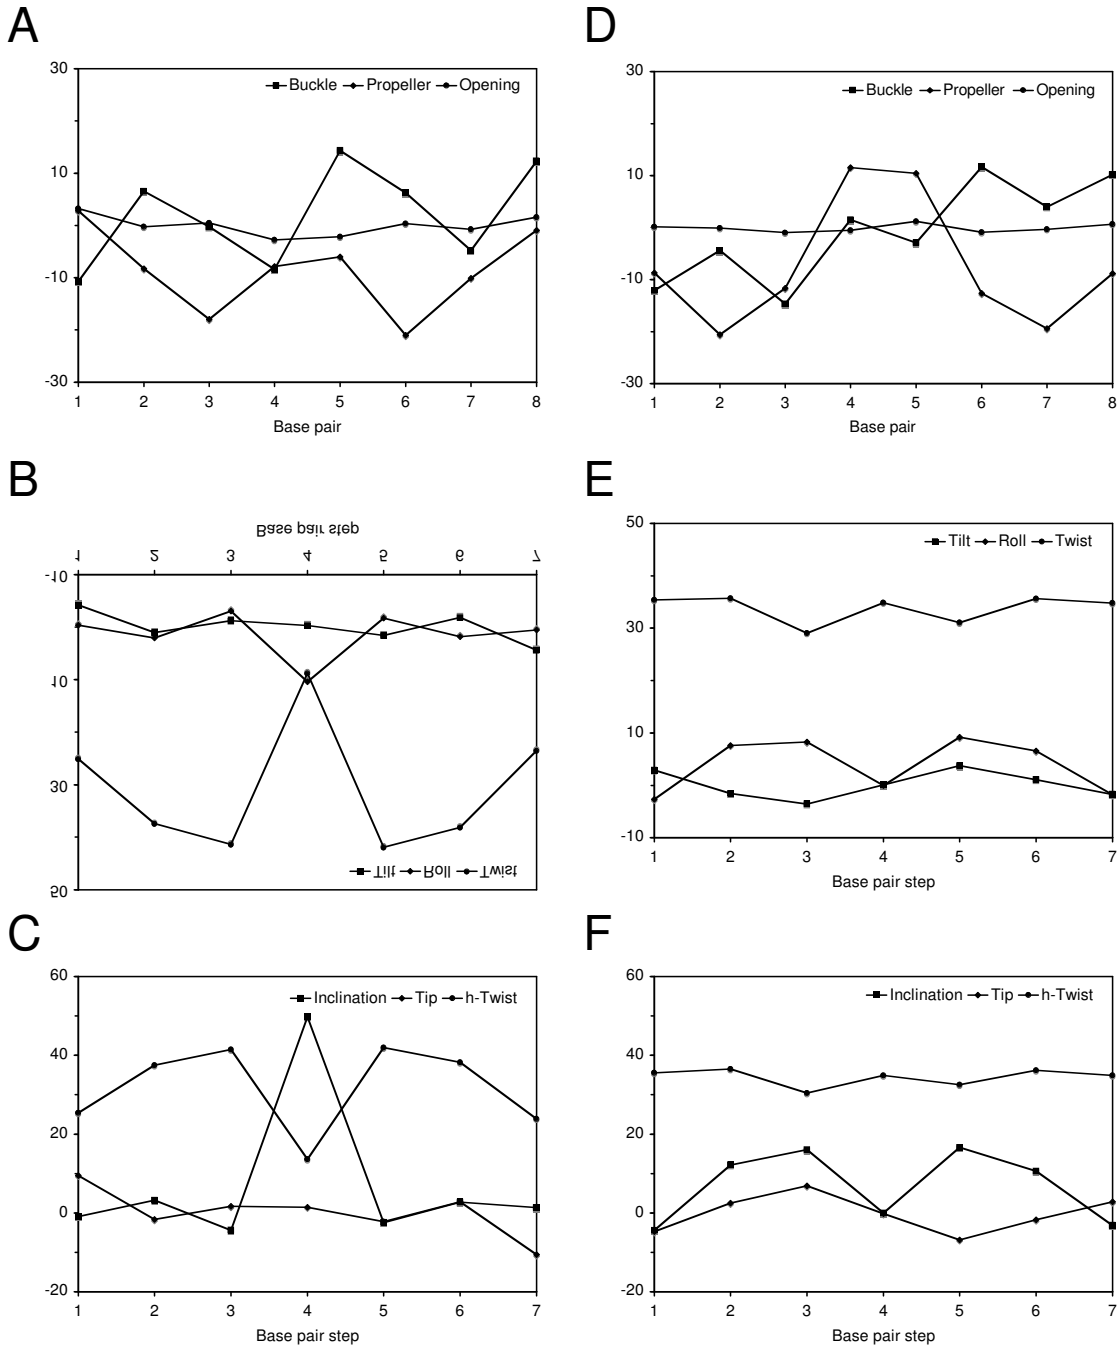 A
30
10
-10
-30
Buckle Propeller Opening
1 2 3 4 5 6 7 8
Base pair
D
30
10
-10
-30
Buckle Propeller Opening
1 2 3 4 5 6 7 8
Base pair
B
Base pair step
1 2 3 4 5 6 7
-10
10
30
50
Tilt Roll Twist
E
50
30
10
-10
Tilt Roll Twist
1 2 3 4 5 6 7
Base pair step
C
60
40
20
0
-20
Inclination Tip h-Twist
1 2 3 4 5 6 7
Base pair step
F
60
40
20
0
-20
Inclination Tip h-Twist
1 2 3 4 5 6 7
Base pair step